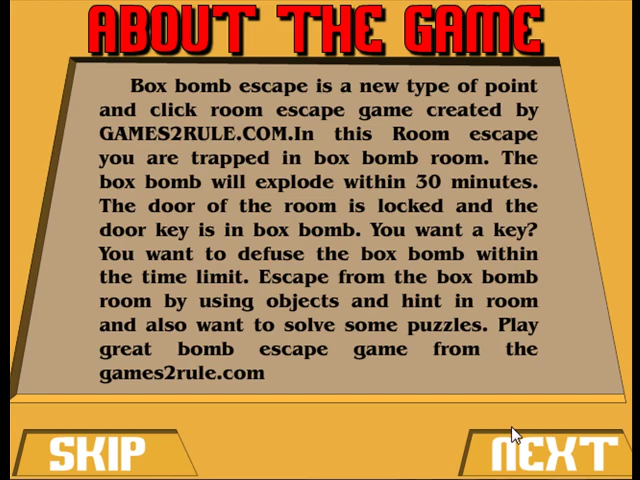 ABOUT THE GAME
Box bomb escape is a new type of point
and click room escape game created by
GAMES2RULE.COM.In this Room escape
you are trapped in box bomb room. The
box bomb will explode within 30 minutes.
The door of the room is locked and the
door key is in box bomb. You want a key?
You want to defuse the box bomb within
the time limit. Escape from the box bomb
room by using objects and hint in room
and also want to solve some puzzles. Play
great bomb escape game from the
games2rule.com
SKIP
NEXT